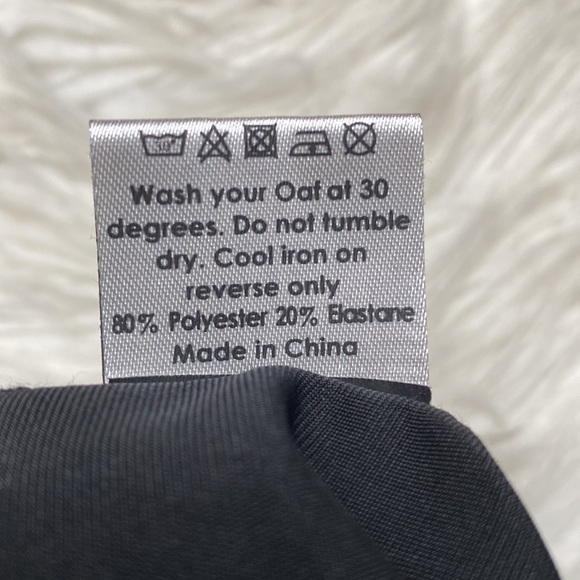 30°
Wash your Oaf at 30
degrees. Do not tumble
dry. Cool iron on
reverse only
80% Polyester 20% Elastane
Made in China